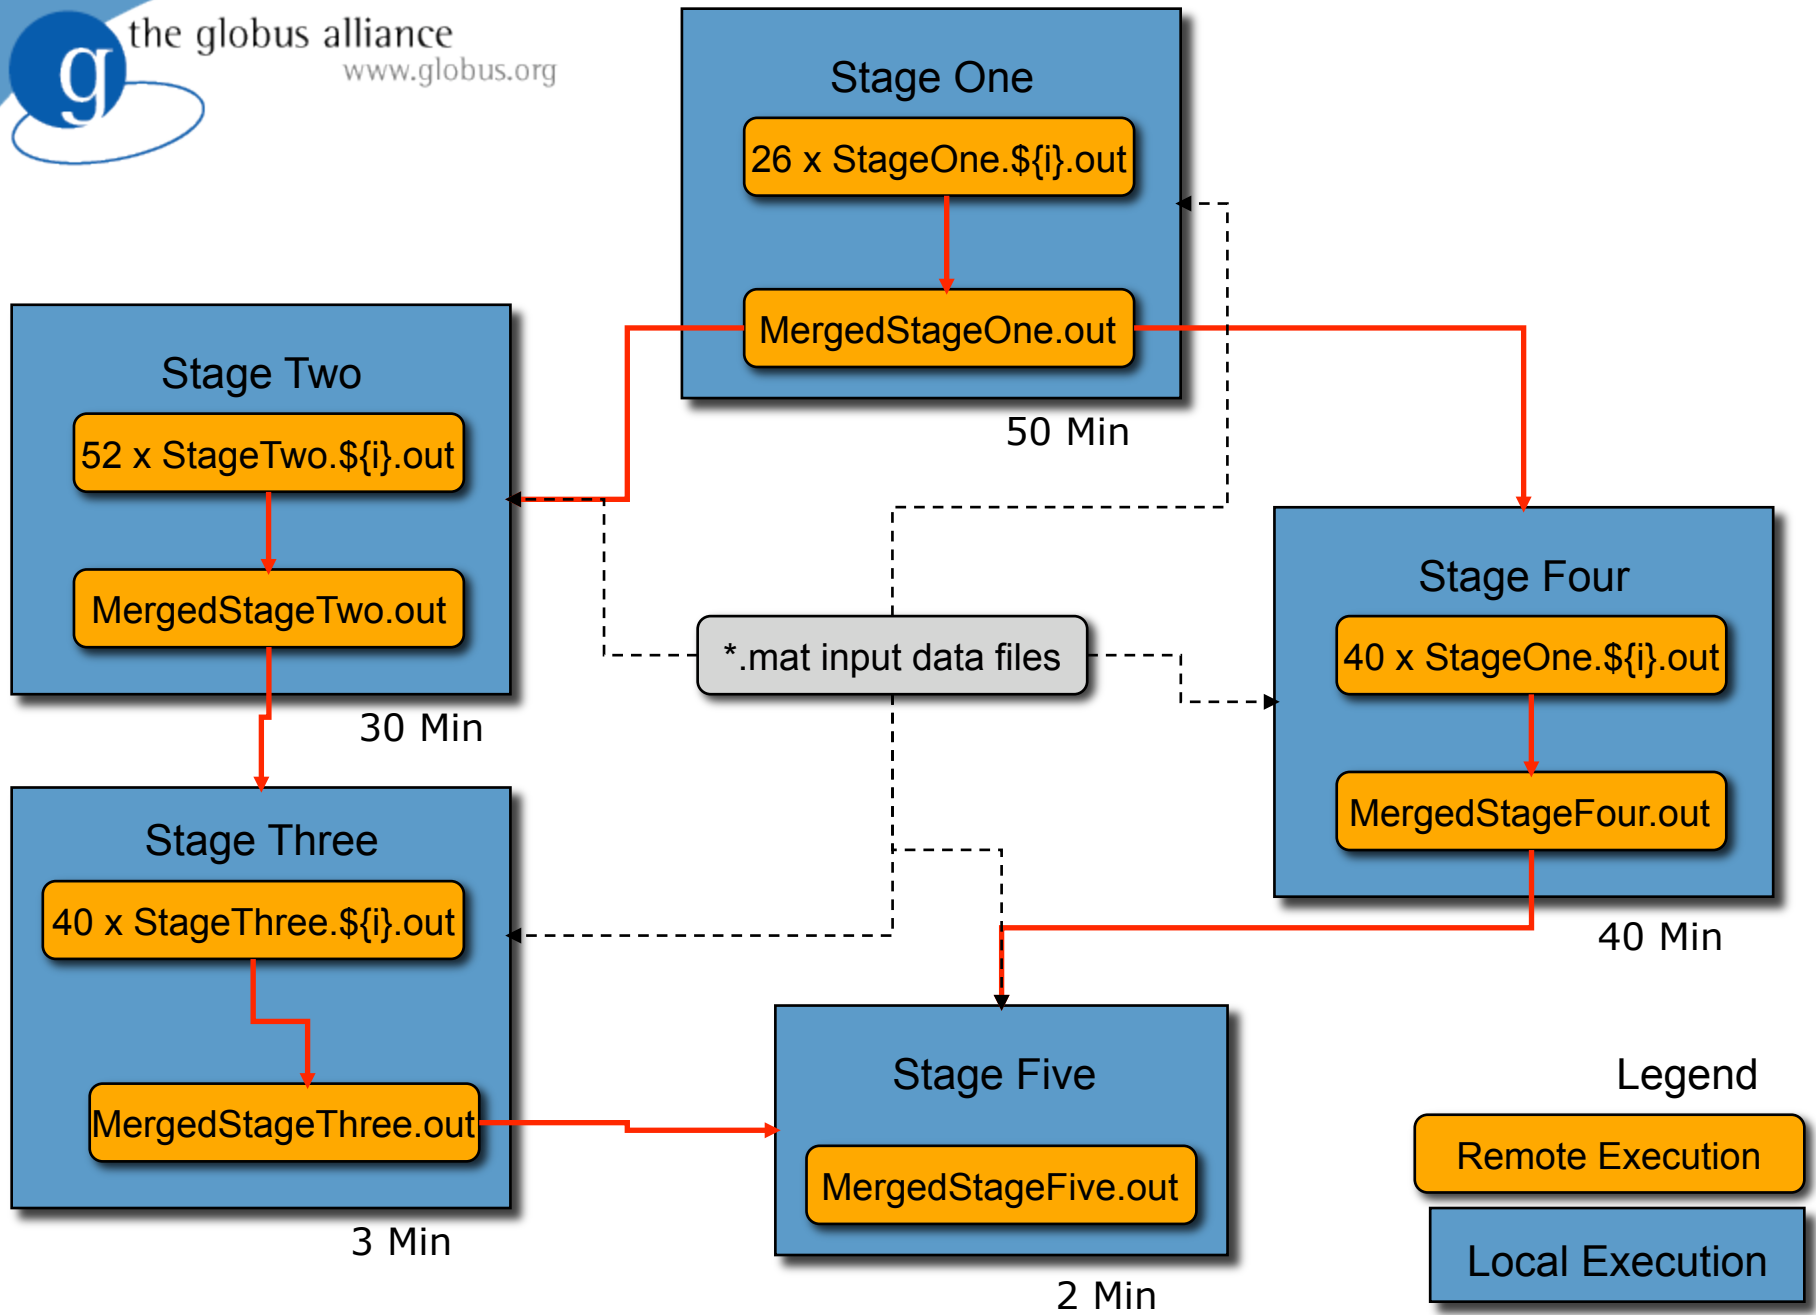 the globus alliance
www.globus.org
Stage One
26 x StageOne.${i}.out
MergedStageOne.out
50 Min
Stage Two
52 x StageTwo.${i}.out
MergedStageTwo.out
30 Min
*.mat input data files
Stage Four
40 x StageOne.${i}.out
MergedStageFour.out
40 Min
Stage Three
40 x StageThree.${i}.out
MergedStageThree.out
3 Min
Stage Five
MergedStageFive.out
2 Min
Legend
Remote Execution
Local Execution